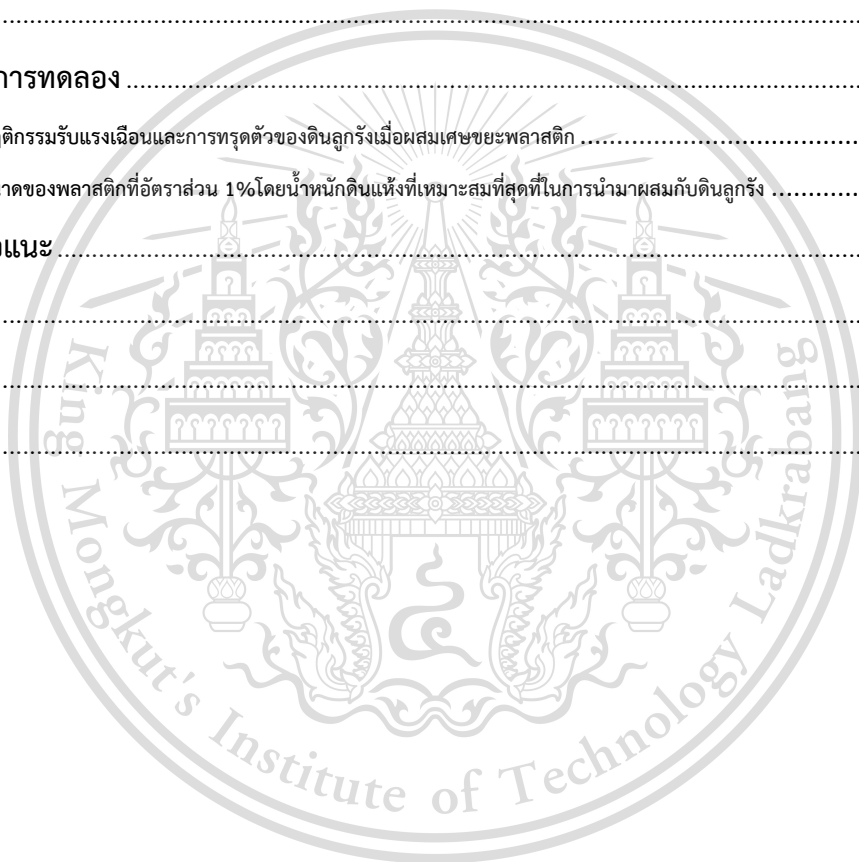 ................................................................
การทดลอง ................................................................
ติกรรมรับแรงเฉือนและการทรุดตัวของดินลูกรังเมื่อผสมเศษขยะพลาสติก ................................
าดของพลาสติกที่อัตราส่วน 1%โดยน้ำหนักดินแห้งที่เหมาะสมที่สุดที่ในการนำมาผสมกับดินลูกรัง ............
แนะ ................................................................
................................................................
................................................................
................................................................
King Mongkut's Institute of Technology Ladkrabang